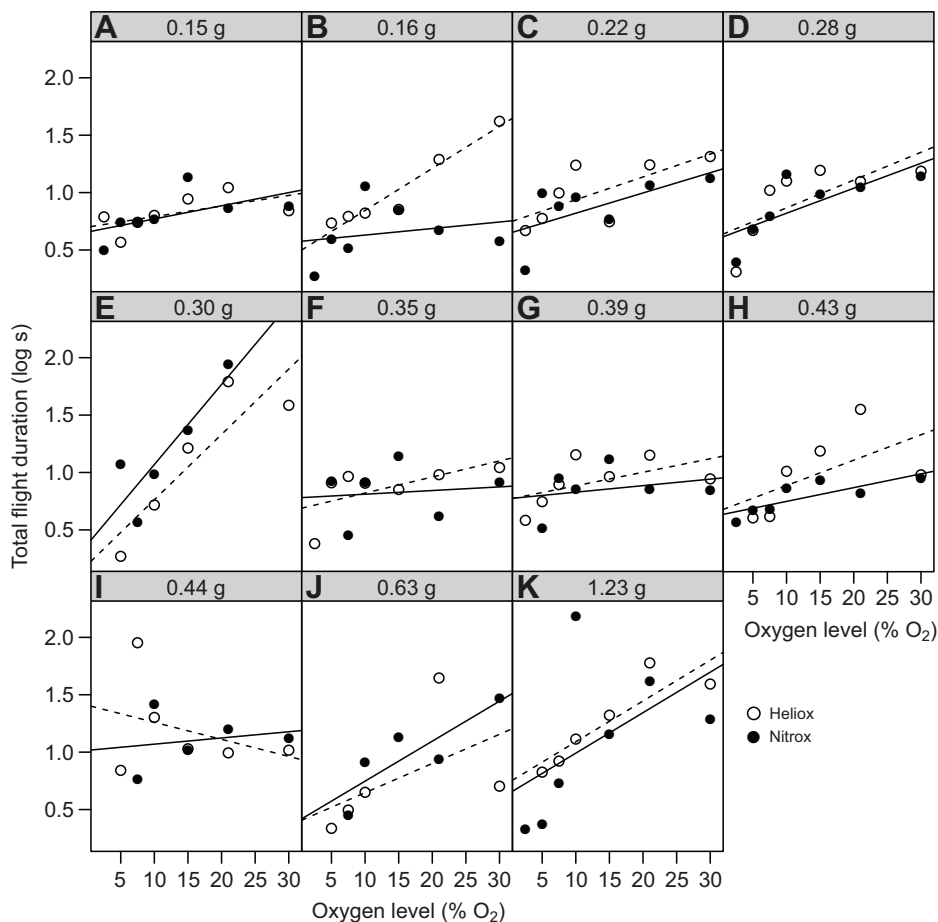 A 0.15 g B 0.16 g C 0.22 g D 0.28 g
2.0
1.5
1.0
0.5
E 0.30 g F 0.35 g G 0.39 g H 0.43 g
Total flight duration (log s)
2.0
1.5
1.0
0.5
I 0.44 g J 0.63 g K 1.23 g
5 10 15 20 25 30
Oxygen level (% O₂)
2.0
1.5
1.0
0.5
Heliox
Nitrox
5 10 15 20 25 30 5 10 15 20 25 30 5 10 15 20 25 30
Oxygen level (% O₂)